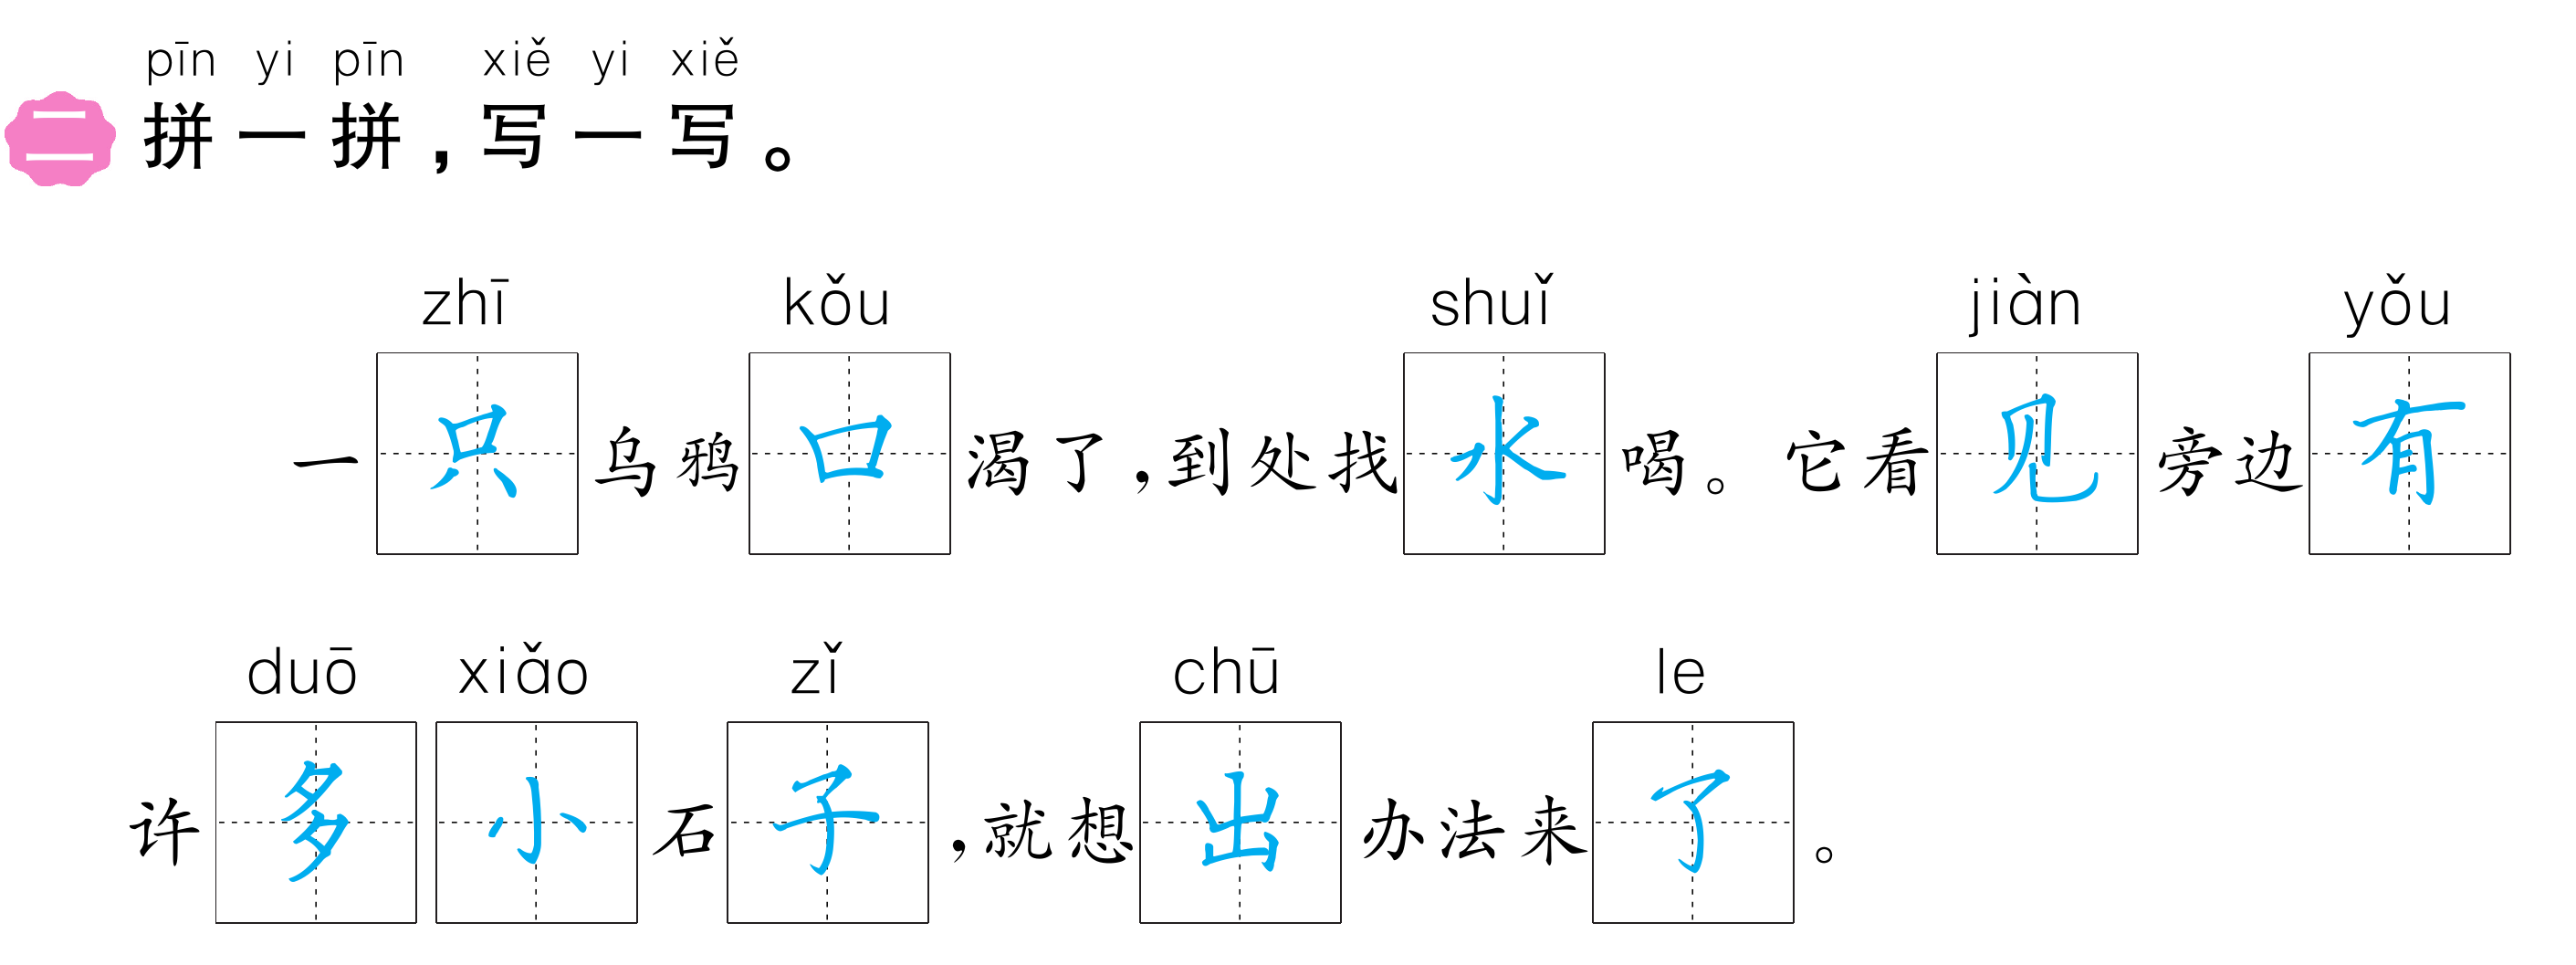 pīn yi pīn xiě yi xiě
二 拼一拼，写一写。
zhī kǒu shuǐ jiàn yǒu
一只乌鸦口渴了，到处找水喝。它看见旁边有
duō xiǎo zǐ chū le
许多小石子，就想出办法来了。